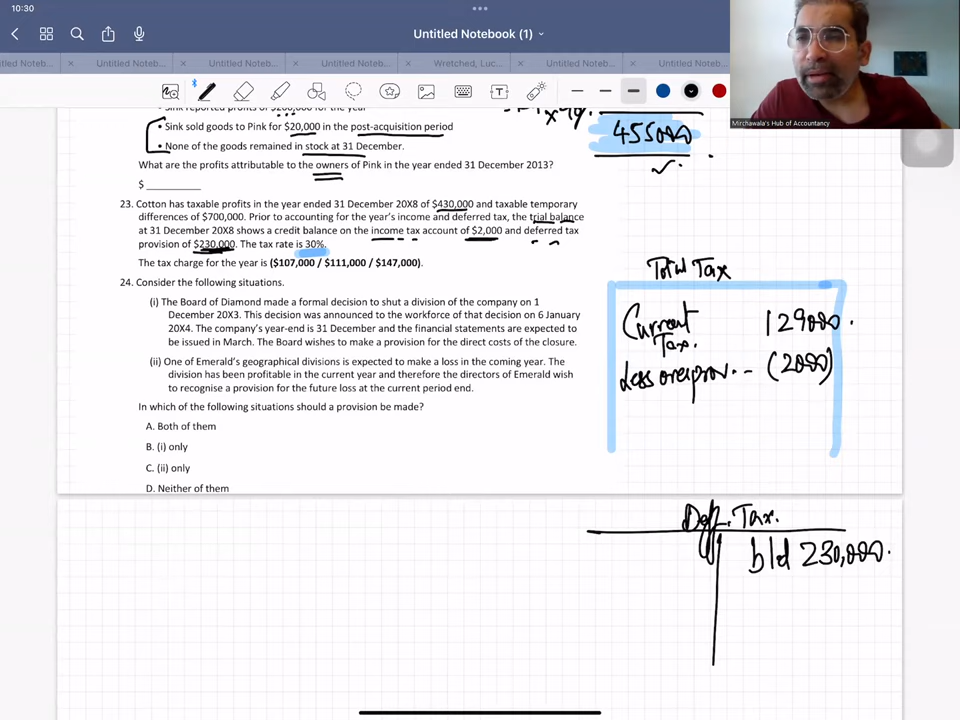 10:30
Untitled Notebook (1)
itled Noteb...
Untitled Noteb...
Untitled Noteb...
Untitled Noteb...
Wretched, Luc...
Untitled Noteb...
Untitled Noteb...
Mirchawala's Hub of Accountancy
Sink reported profits of $200,000 for the year
• Sink sold goods to Pink for $20,000 in the post-acquisition period
• None of the goods remained in stock at 31 December.
What are the profits attributable to the owners of Pink in the year ended 31 December 2013?
$ __________
455000
23. Cotton has taxable profits in the year ended 31 December 20X8 of $430,000 and taxable temporary
differences of $700,000. Prior to accounting for the year's income and deferred tax, the trial balance
at 31 December 20X8 shows a credit balance on the income tax account of $2,000 and deferred tax
provision of $230,000. The tax rate is 30%.
The tax charge for the year is ($107,000 / $111,000 / $147,000).
24. Consider the following situations.
(i) The Board of Diamond made a formal decision to shut a division of the company on 1
December 20X3. This decision was announced to the workforce of that decision on 6 January
20X4. The company's year-end is 31 December and the financial statements are expected to
be issued in March. The Board wishes to make a provision for the direct costs of the closure.
(ii) One of Emerald's geographical divisions is expected to make a loss in the coming year. The
division has been profitable in the current year and therefore the directors of Emerald wish
to recognise a provision for the future loss at the current period end.
In which of the following situations should a provision be made?
A. Both of them
B. (i) only
C. (ii) only
D. Neither of them
Total Tax
Current Tax. 129000.
Less overprov. (2000)
Deff. Tax.
b/d 230,000.